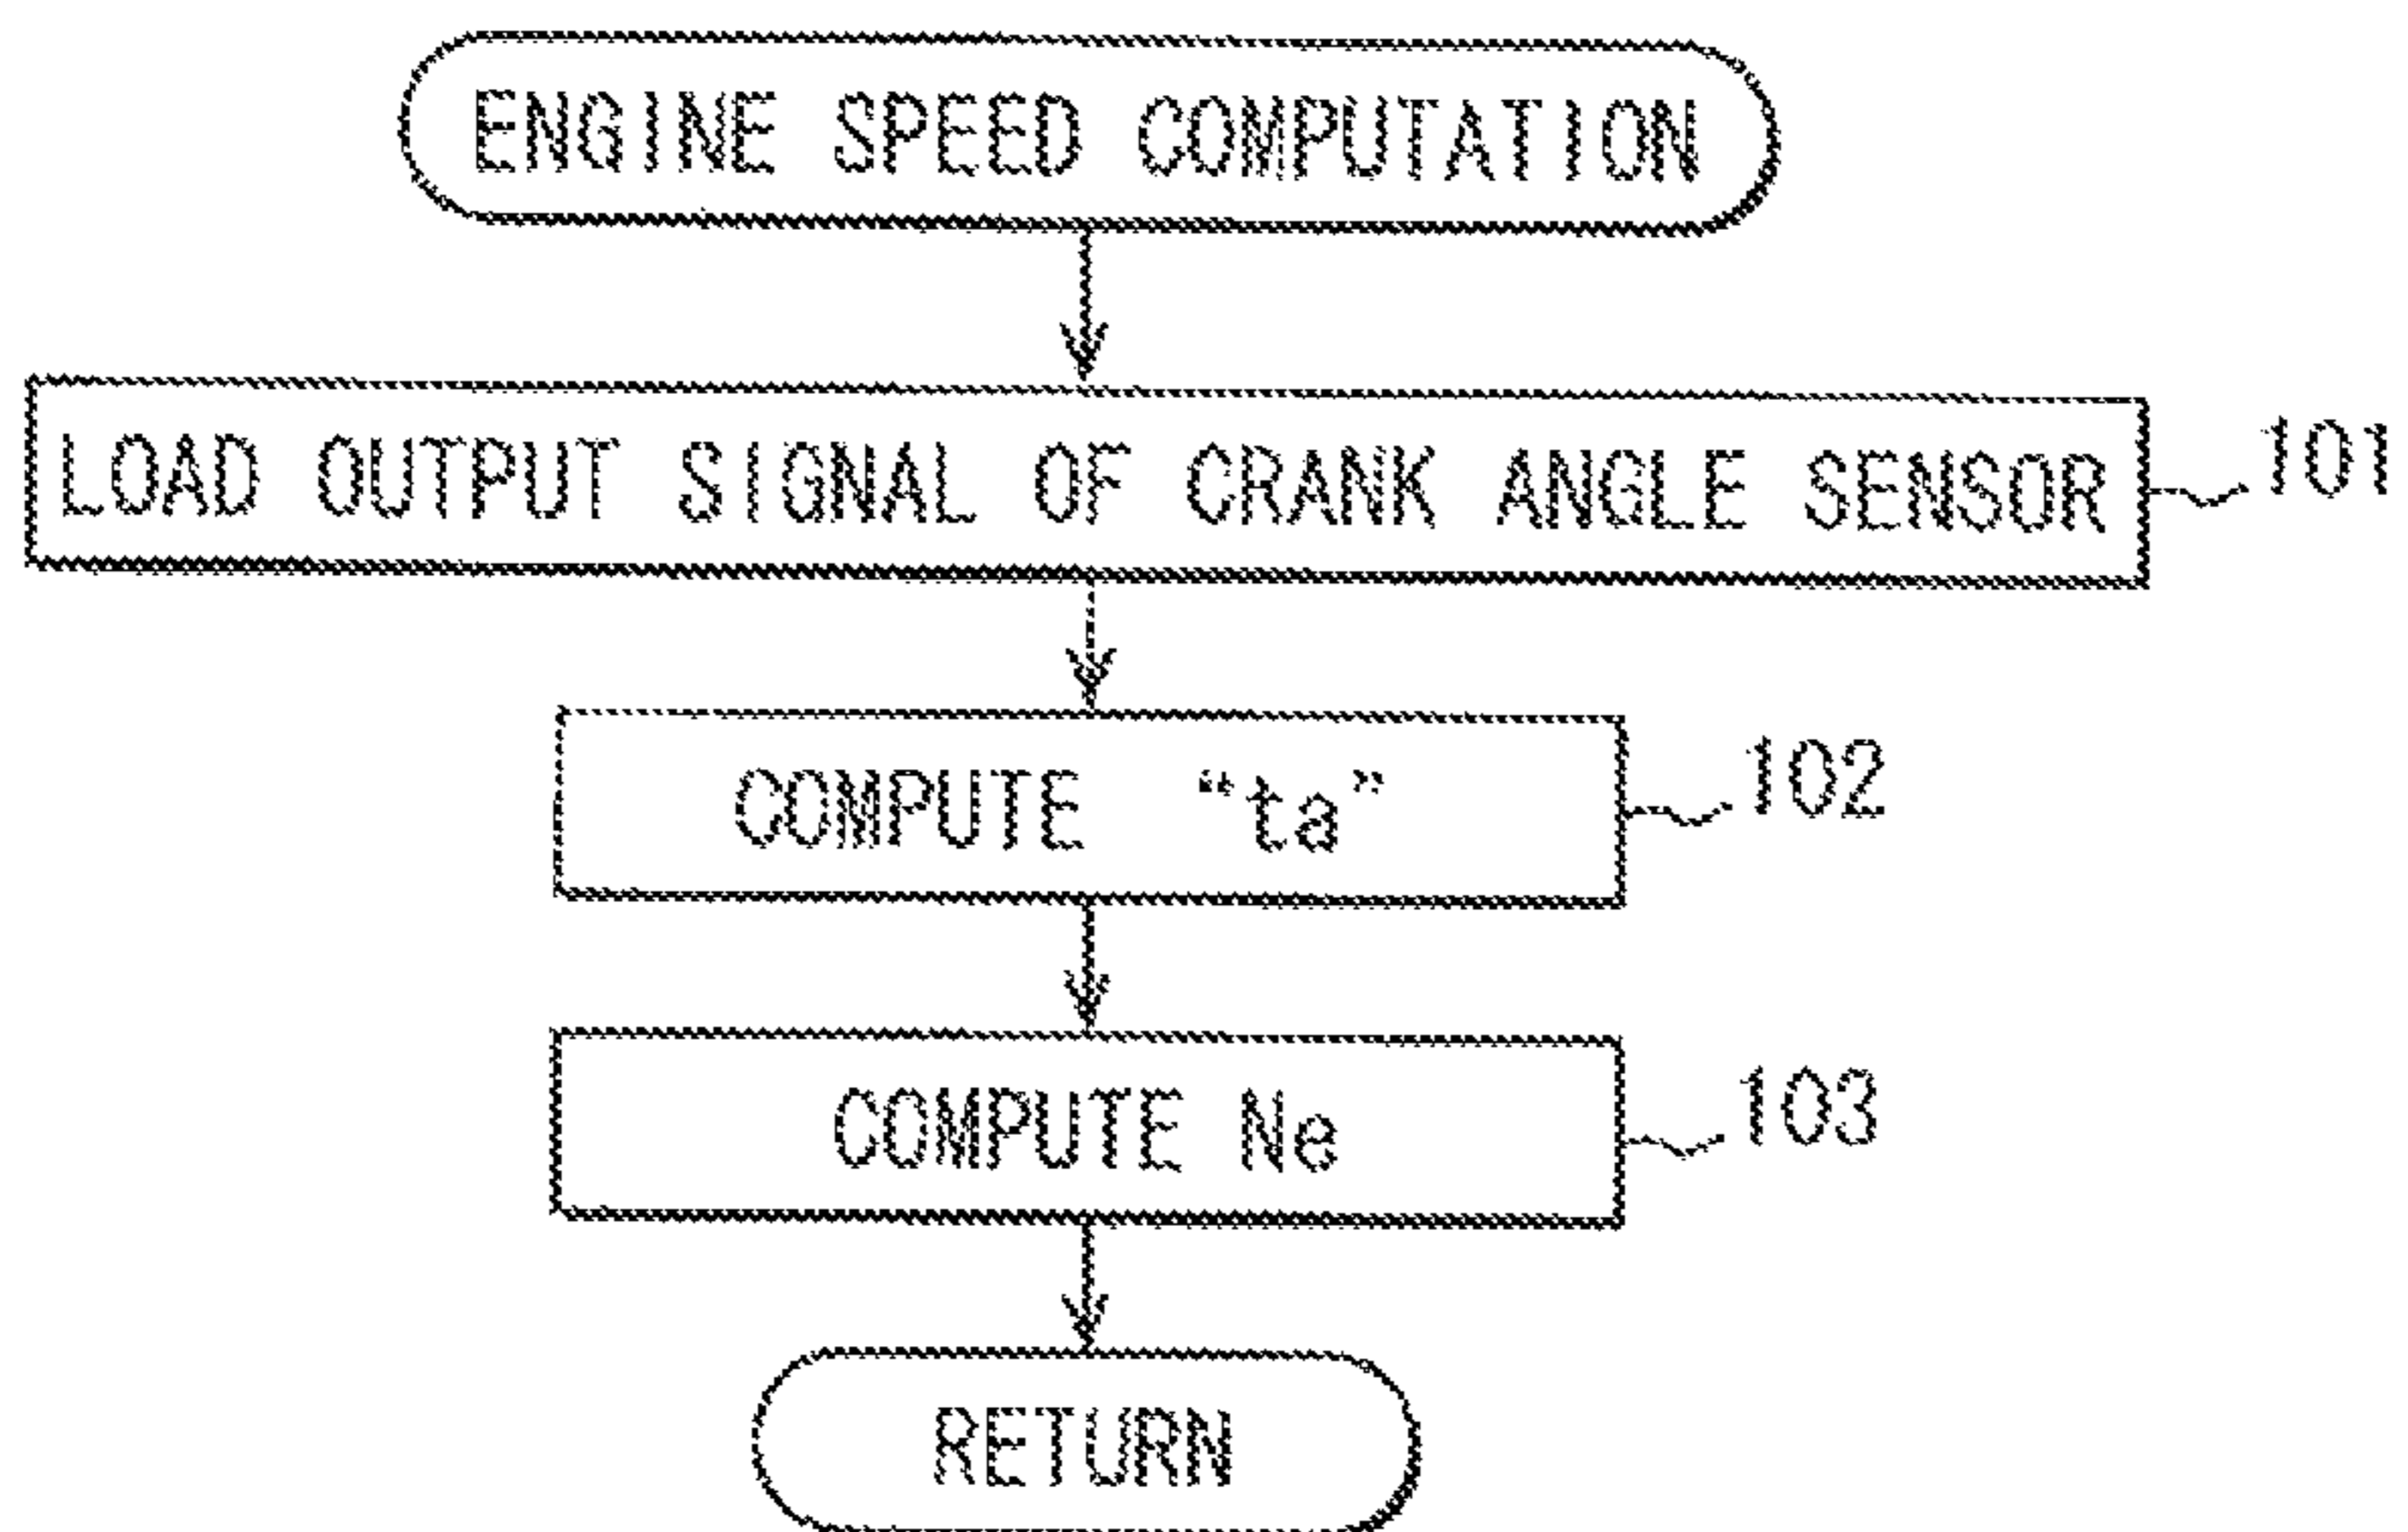 ENGINE SPEED COMPUTATION
LOAD OUTPUT SIGNAL OF CRANK ANGLE SENSOR
101
COMPUTE “ta”
102
COMPUTE Ne
103
RETURN